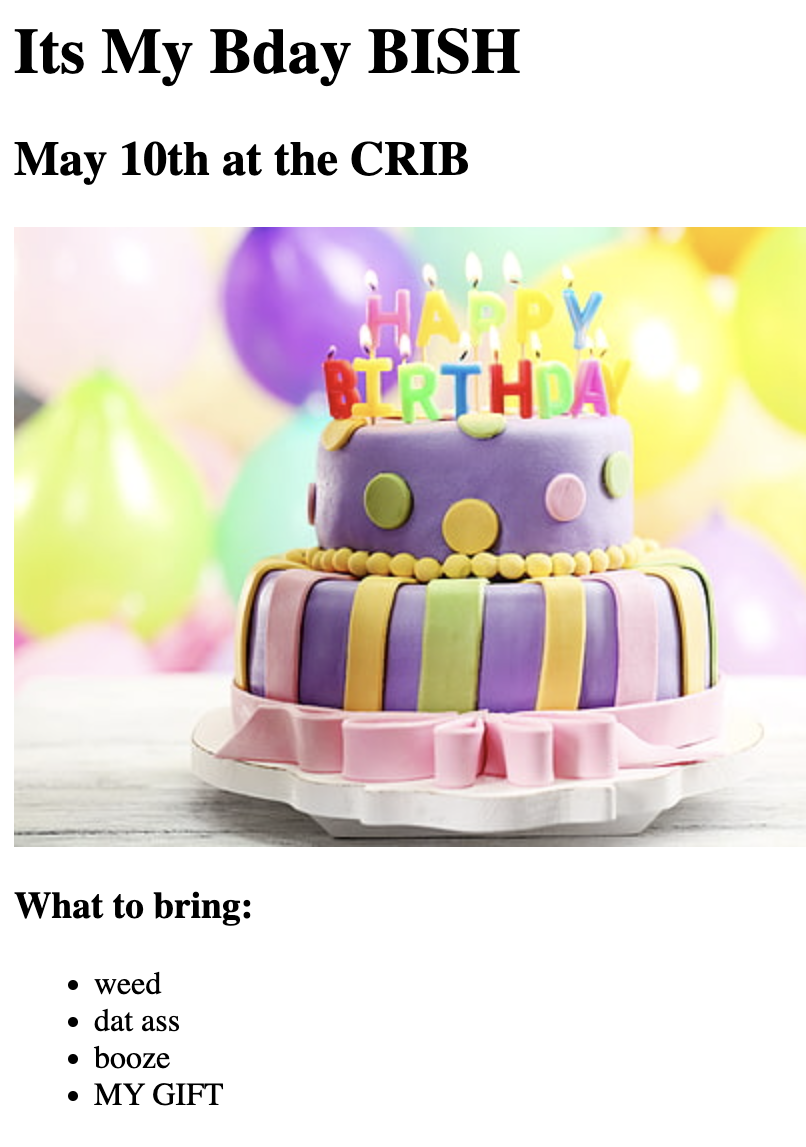 Its My Bday BISH
May 10th at the CRIB
HAPPY
BIRTHDAY
What to bring:
weed
dat ass
booze
MY GIFT